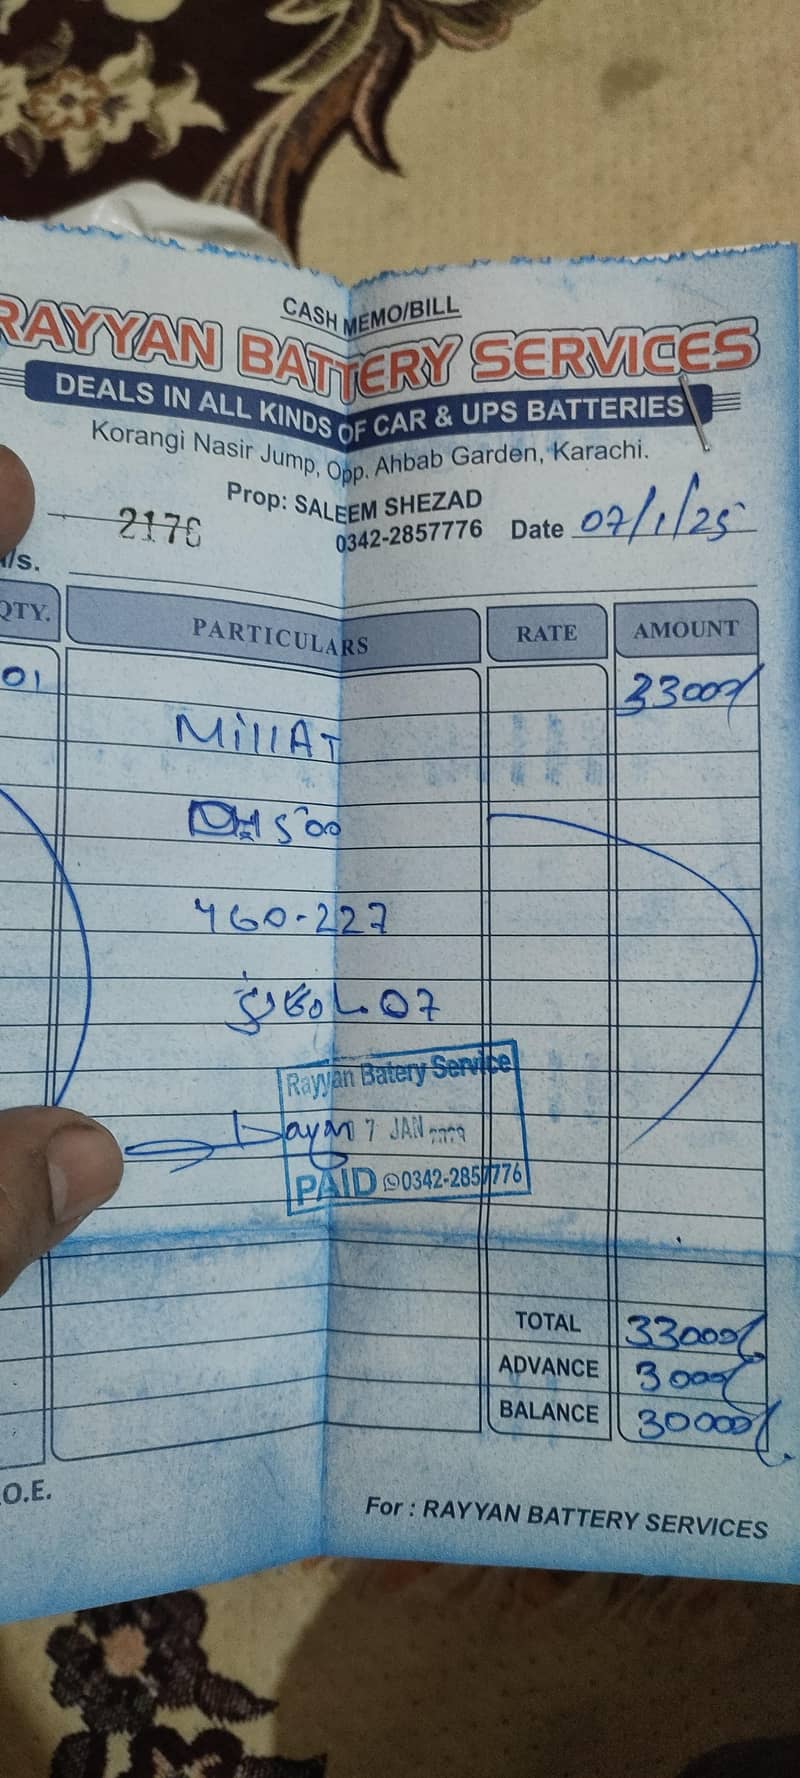 CASH MEMO/BILL
RAYYAN BATTERY SERVICES
DEALS IN ALL KINDS OF CAR & UPS BATTERIES
Korangi Nasir Jump, Opp. Ahbab Garden, Karachi.
Prop: SALEEM SHEZAD
2176 0342-2857776 Date 07/1/25
/s.
QTY. PARTICULARS RATE AMOUNT
01 33000/
MillAT
500
460-227
07
Rayyan Batery Service
7 JAN
PAID 0342-2857776
TOTAL 33000/
ADVANCE 3000/
BALANCE 30000/
.O.E.
For : RAYYAN BATTERY SERVICES